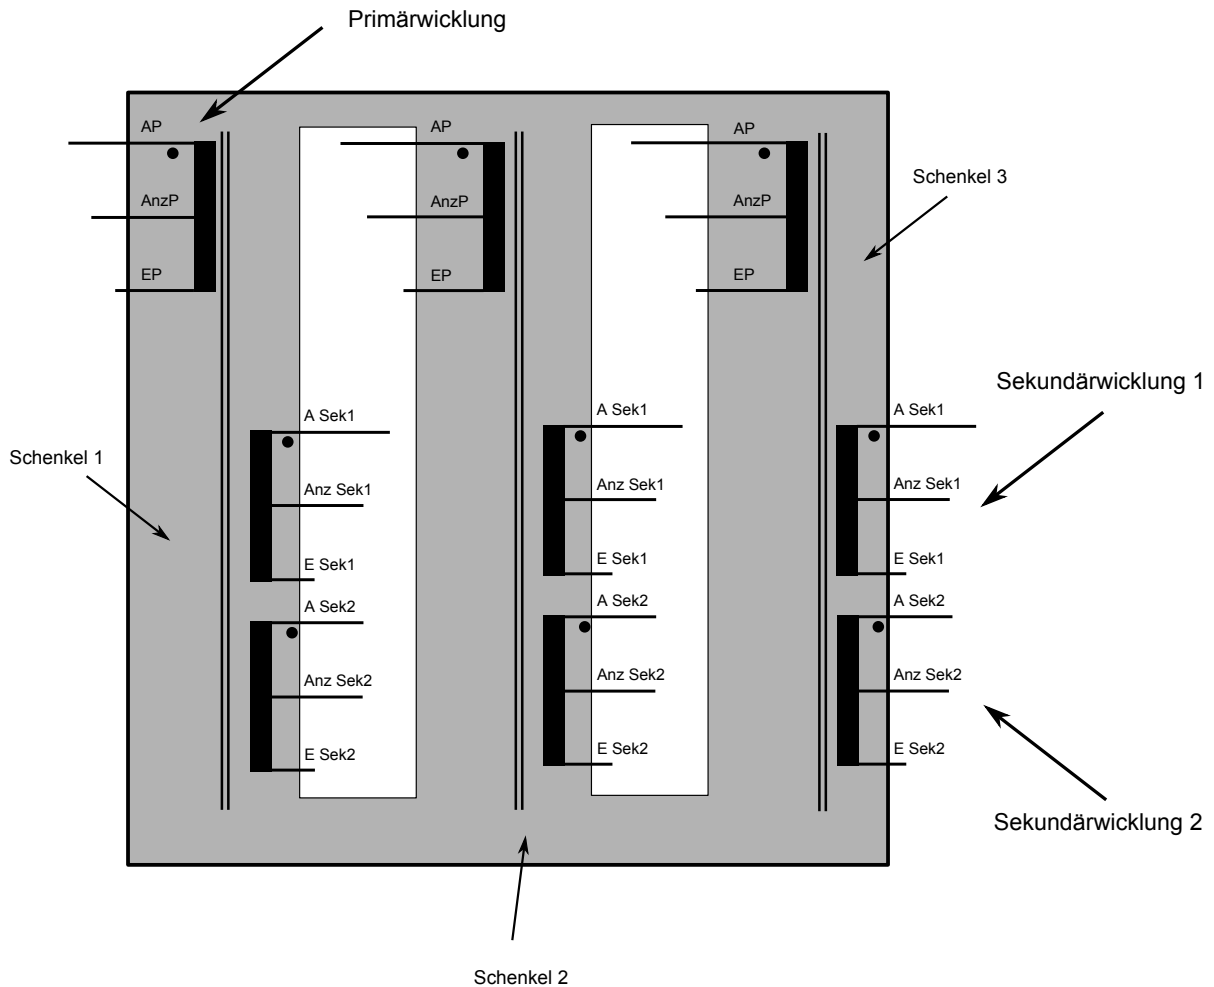 Primärwicklung
AP
AP
AP
Schenkel 3
AnzP
AnzP
AnzP
EP
EP
EP
Sekundärwicklung 1
A Sek1
A Sek1
A Sek1
Schenkel 1
Anz Sek1
Anz Sek1
Anz Sek1
E Sek1
E Sek1
E Sek1
A Sek2
A Sek2
A Sek2
Anz Sek2
Anz Sek2
Anz Sek2
E Sek2
E Sek2
E Sek2
Sekundärwicklung 2
Schenkel 2